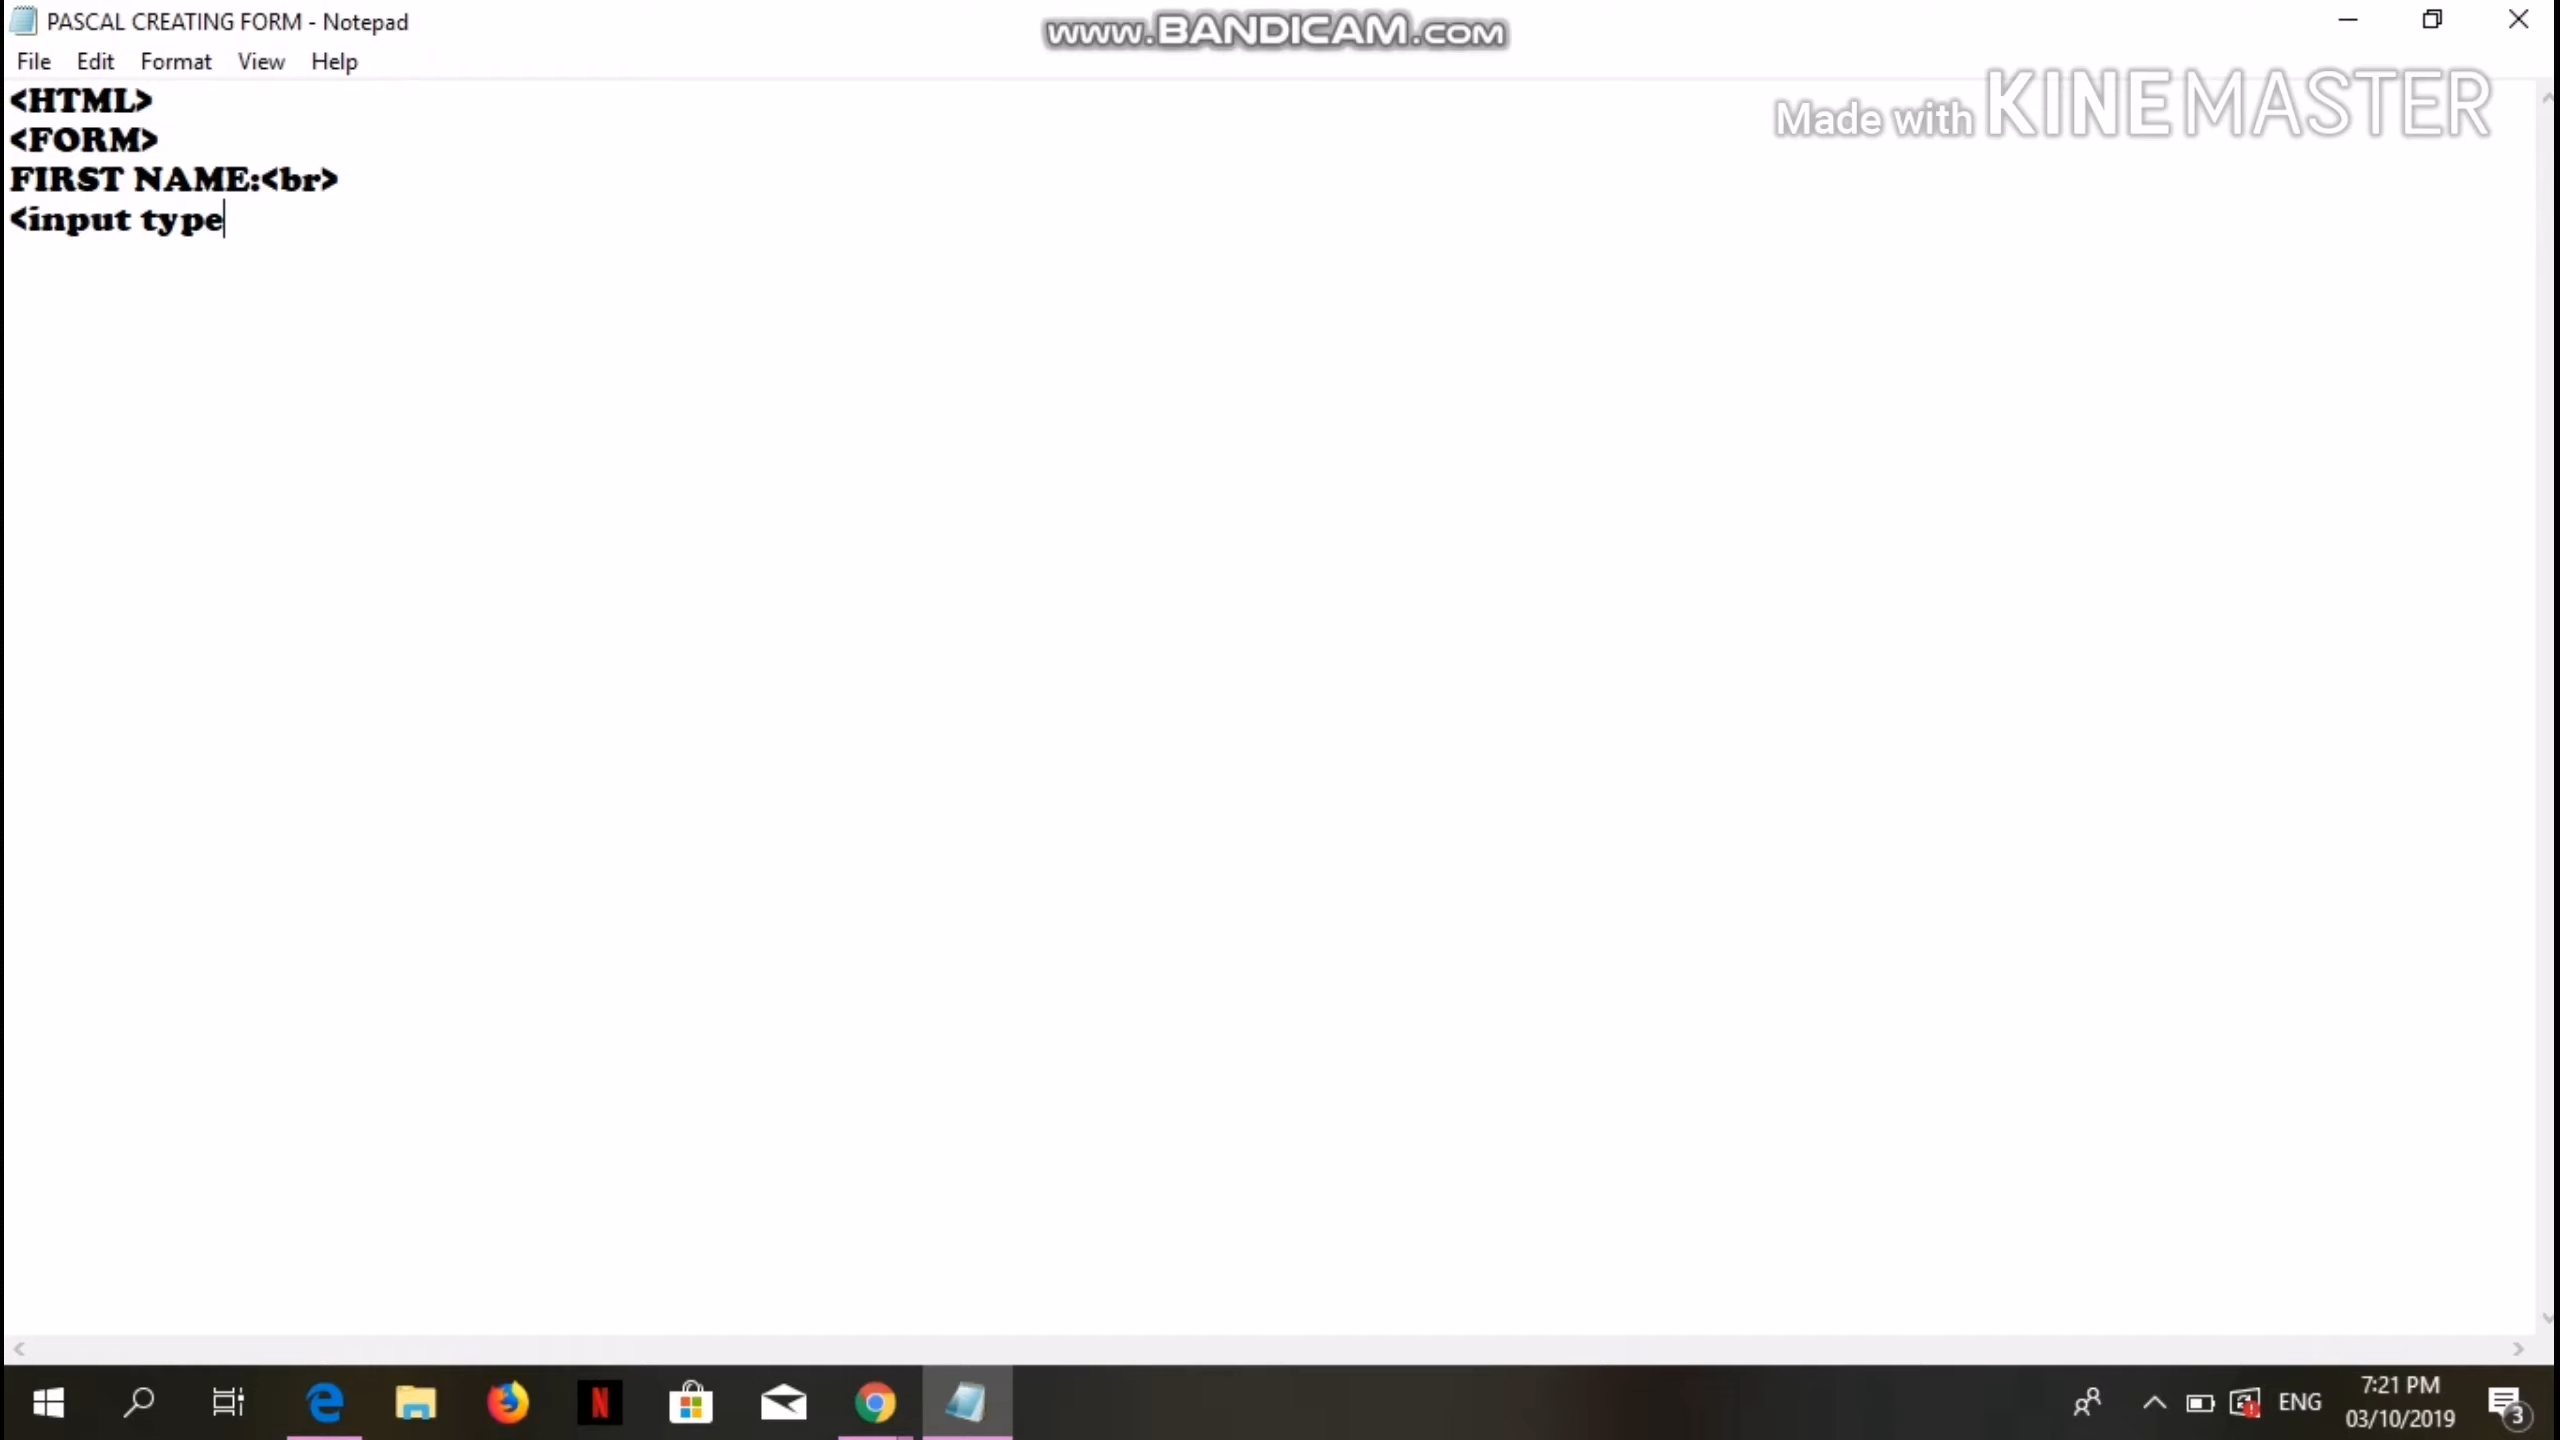 PASCAL CREATING FORM - Notepad
www.BANDICAM.com
File Edit Format View Help
Made with KINEMASTER
<HTML>
<FORM>
FIRST NAME:<br>
<input type
ENG
7:21 PM
03/10/2019
3